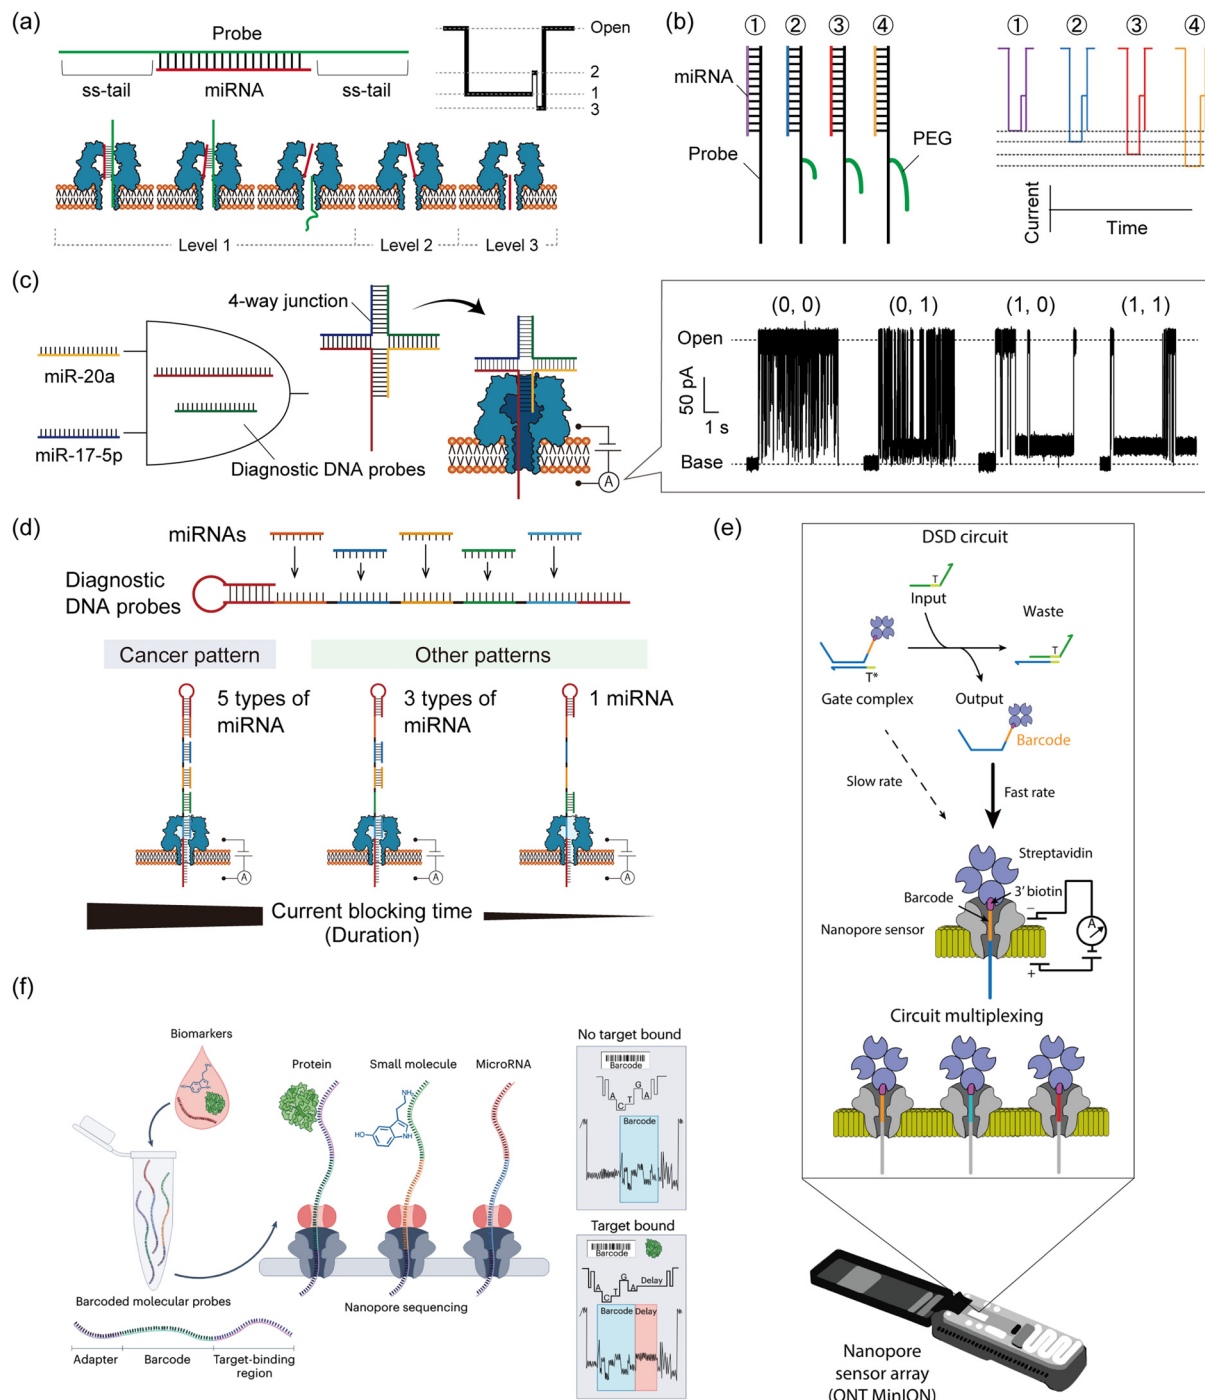 (a)
Probe
ss-tail
miRNA
ss-tail
Open
2
1
3
Level 1
Level 2
Level 3
(b)
① ② ③ ④
miRNA
Probe
PEG
① ② ③ ④
Current
Time
(c)
miR-20a
miR-17-5p
Diagnostic DNA probes
4-way junction
A
(0, 0) (0, 1) (1, 0) (1, 1)
Open
50 pA
1 s
Base
(d)
miRNAs
Diagnostic
DNA probes
Cancer pattern
Other patterns
5 types of
miRNA
3 types of
miRNA
1 miRNA
A
A
A
Current blocking time
(Duration)
(e)
DSD circuit
T
Input
Waste
T
T*
Gate complex
Output
Barcode
Slow rate
Fast rate
Streptavidin
3' biotin
Barcode
Nanopore sensor
−
A
+
Circuit multiplexing
Nanopore
sensor array
(ONT MinION)
(f)
Biomarkers
Protein
Small molecule
MicroRNA
NH₂
HO
NH
Barcoded molecular probes
Nanopore sequencing
Adapter
Barcode
Target-binding
region
No target bound
Barcode
A C T G A
Barcode
Target bound
Barcode
A C T G A
Delay
Barcode
Delay